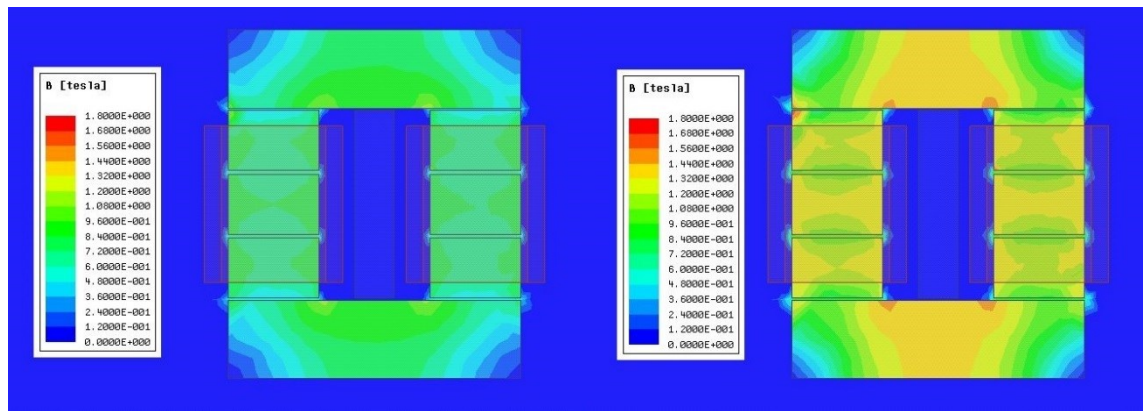 B [tesla]
1.8000E+000
1.6800E+000
1.5600E+000
1.4400E+000
1.3200E+000
1.2000E+000
1.0800E+000
9.6000E-001
8.4000E-001
7.2000E-001
6.0000E-001
4.8000E-001
3.6000E-001
2.4000E-001
1.2000E-001
0.0000E+000
B [tesla]
1.8000E+000
1.6800E+000
1.5600E+000
1.4400E+000
1.3200E+000
1.2000E+000
1.0800E+000
9.6000E-001
8.4000E-001
7.2000E-001
6.0000E-001
4.8000E-001
3.6000E-001
2.4000E-001
1.2000E-001
0.0000E+000